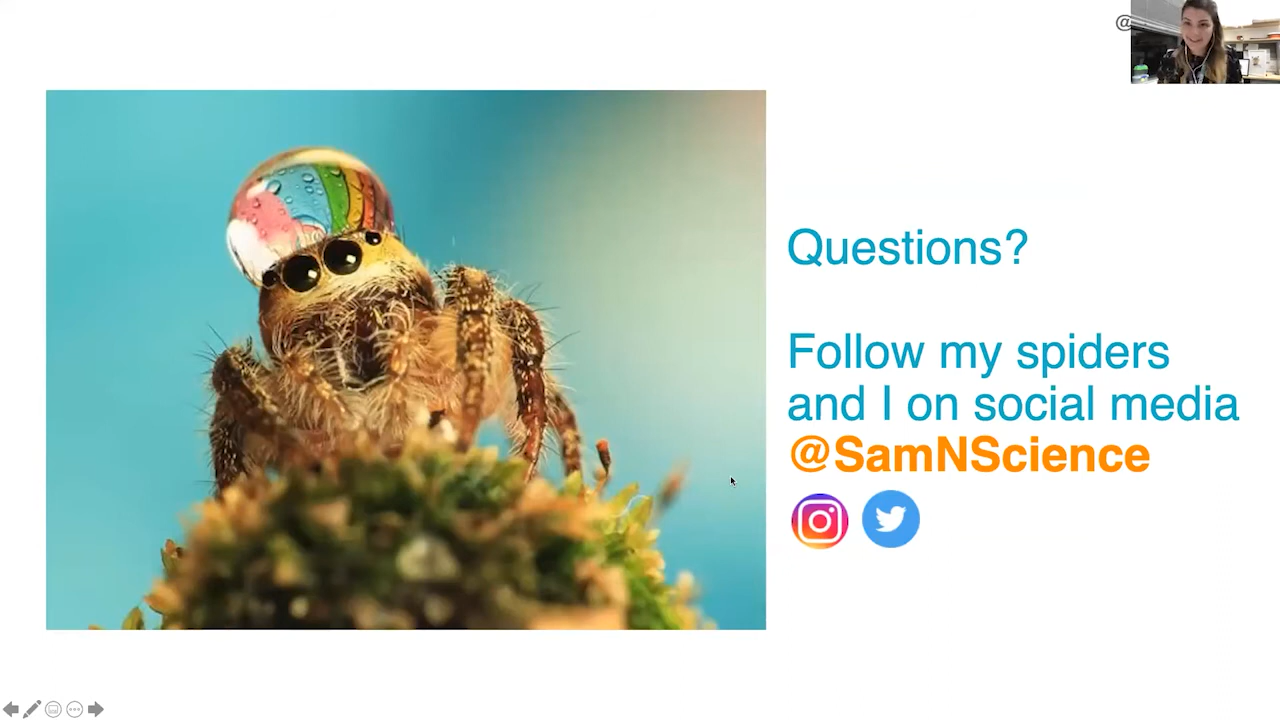 @
Questions?
Follow my spiders
and I on social media
@SamNScience